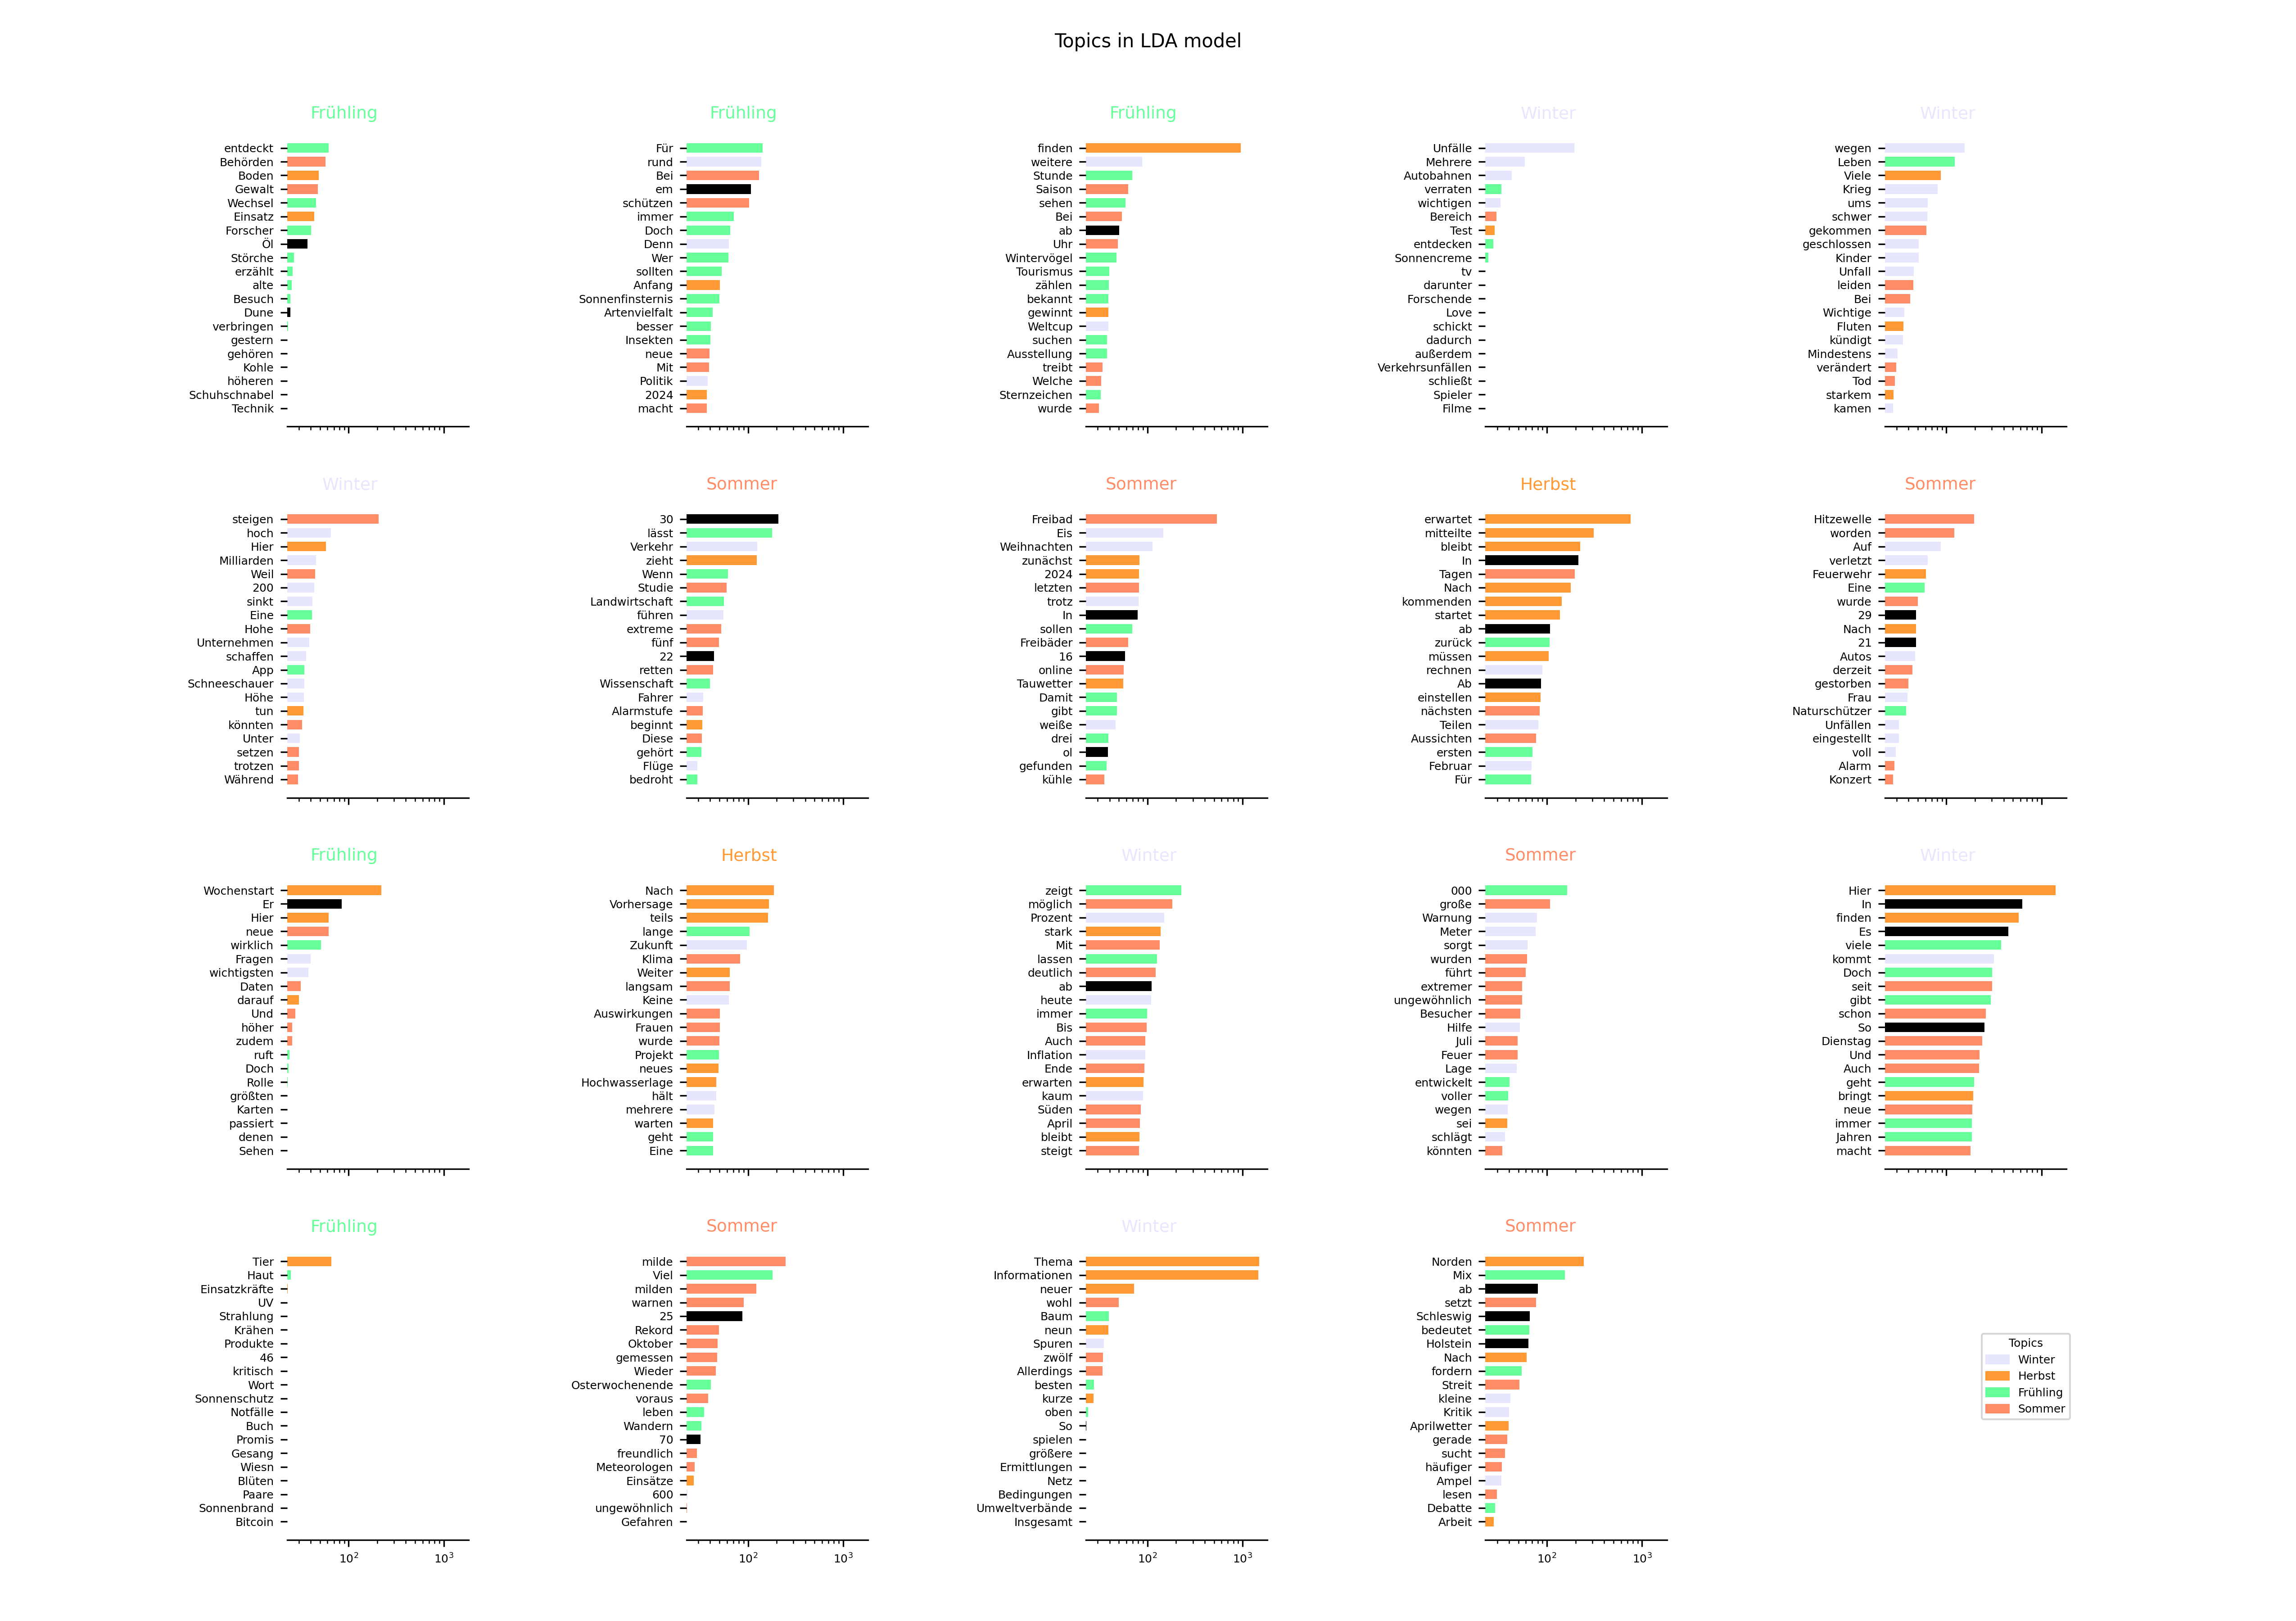 Topics in LDA model
Frühling
entdeckt
Behörden
Boden
Gewalt
Wechsel
Einsatz
Forscher
Öl
Störche
erzählt
alte
Besuch
Dune
verbringen
gestern
gehören
Kohle
höheren
Schuhschnabel
Technik
Frühling
Für
rund
Bei
em
schützen
immer
Doch
Denn
Wer
sollten
Anfang
Sonnenfinsternis
Artenvielfalt
besser
Insekten
neue
Mit
Politik
2024
macht
Frühling
finden
weitere
Stunde
Saison
sehen
Bei
ab
Uhr
Wintervögel
Tourismus
zählen
bekannt
gewinnt
Weltcup
suchen
Ausstellung
treibt
Welche
Sternzeichen
wurde
Winter
Unfälle
Mehrere
Autobahnen
verraten
wichtigen
Bereich
Test
entdecken
Sonnencreme
tv
darunter
Forschende
Love
schickt
dadurch
außerdem
Verkehrsunfällen
schließt
Spieler
Filme
Winter
wegen
Leben
Viele
Krieg
ums
schwer
gekommen
geschlossen
Kinder
Unfall
leiden
Bei
Wichtige
Fluten
kündigt
Mindestens
verändert
Tod
starkem
kamen
Winter
steigen
hoch
Hier
Milliarden
Weil
200
sinkt
Eine
Hohe
Unternehmen
schaffen
App
Schneeschauer
Höhe
tun
könnten
Unter
setzen
trotzen
Während
Sommer
30
lässt
Verkehr
zieht
Wenn
Studie
Landwirtschaft
führen
extreme
fünf
22
retten
Wissenschaft
Fahrer
Alarmstufe
beginnt
Diese
gehört
Flüge
bedroht
Sommer
Freibad
Eis
Weihnachten
zunächst
2024
letzten
trotz
In
sollen
Freibäder
16
online
Tauwetter
Damit
gibt
weiße
drei
ol
gefunden
kühle
Herbst
erwartet
mitteilte
bleibt
In
Tagen
Nach
kommenden
startet
ab
zurück
müssen
rechnen
Ab
einstellen
nächsten
Teilen
Aussichten
ersten
Februar
Für
Sommer
Hitzewelle
worden
Auf
verletzt
Feuerwehr
Eine
wurde
29
Nach
21
Autos
derzeit
gestorben
Frau
Naturschützer
Unfällen
eingestellt
voll
Alarm
Konzert
Frühling
Wochenstart
Er
Hier
neue
wirklich
Fragen
wichtigsten
Daten
darauf
Und
höher
zudem
ruft
Doch
Rolle
größten
Karten
passiert
denen
Sehen
Herbst
Nach
Vorhersage
teils
lange
Zukunft
Klima
Weiter
langsam
Keine
Auswirkungen
Frauen
wurde
Projekt
neues
Hochwasserlage
hält
mehrere
warten
geht
Eine
Winter
zeigt
möglich
Prozent
stark
Mit
lassen
deutlich
ab
heute
immer
Bis
Auch
Inflation
Ende
erwarten
kaum
Süden
April
bleibt
steigt
Sommer
000
große
Warnung
Meter
sorgt
wurden
führt
extremer
ungewöhnlich
Besucher
Hilfe
Juli
Feuer
Lage
entwickelt
voller
wegen
sei
schlägt
könnten
Winter
Hier
In
finden
Es
viele
kommt
Doch
seit
gibt
schon
So
Dienstag
Und
Auch
geht
bringt
neue
immer
Jahren
macht
Frühling
Tier
Haut
Einsatzkräfte
UV
Strahlung
Krähen
Produkte
46
kritisch
Wort
Sonnenschutz
Notfälle
Buch
Promis
Gesang
Wiesn
Blüten
Paare
Sonnenbrand
Bitcoin
10² 10³
Sommer
milde
Viel
milden
warnen
25
Rekord
Oktober
gemessen
Wieder
Osterwochenende
voraus
leben
Wandern
70
freundlich
Meteorologen
Einsätze
600
ungewöhnlich
Gefahren
10² 10³
Winter
Thema
Informationen
neuer
wohl
Baum
neun
Spuren
zwölf
Allerdings
besten
kurze
oben
So
spielen
größere
Ermittlungen
Netz
Bedingungen
Umweltverbände
Insgesamt
10² 10³
Sommer
Norden
Mix
ab
setzt
Schleswig
bedeutet
Holstein
Nach
fordern
Streit
kleine
Kritik
Aprilwetter
gerade
sucht
häufiger
Ampel
lesen
Debatte
Arbeit
10² 10³
Topics
Winter
Herbst
Frühling
Sommer